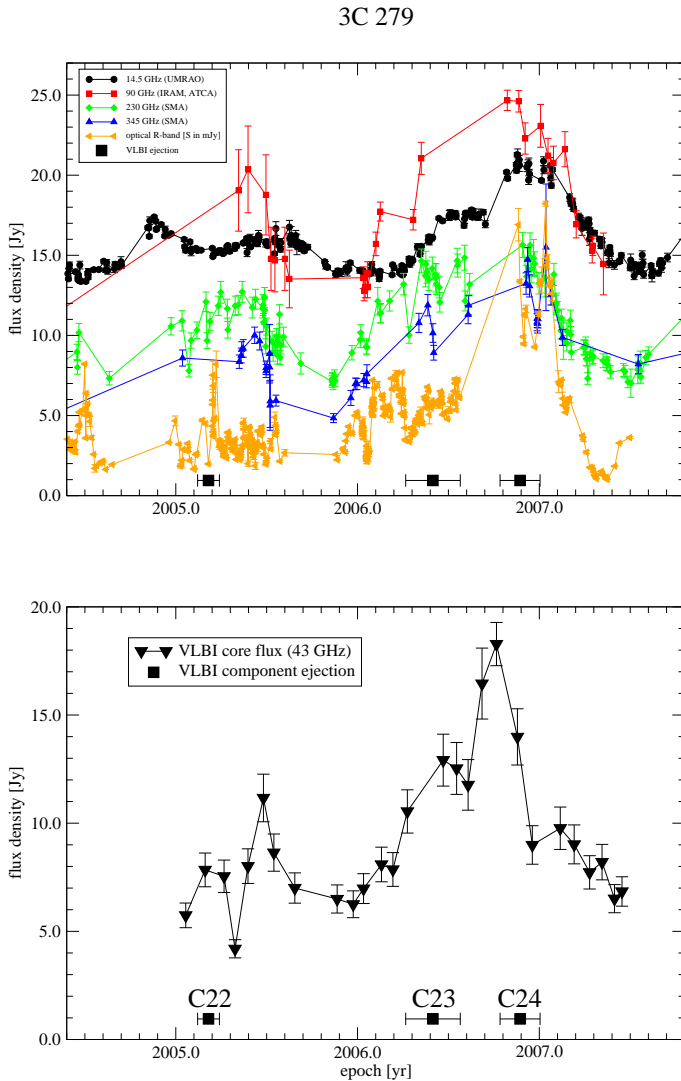 3C 279
14.5 GHz (UMRAO)
90 GHz (IRAM, ATCA)
230 GHz (SMA)
345 GHz (SMA)
optical R-band [S in mJy]
VLBI ejection
25.0
20.0
15.0
10.0
5.0
0.0
flux density [Jy]
2005.0 2006.0 2007.0
20.0
15.0
10.0
5.0
0.0
flux density [Jy]
VLBI core flux (43 GHz)
VLBI component ejection
C22 C23 C24
2005.0 2006.0 2007.0
epoch [yr]